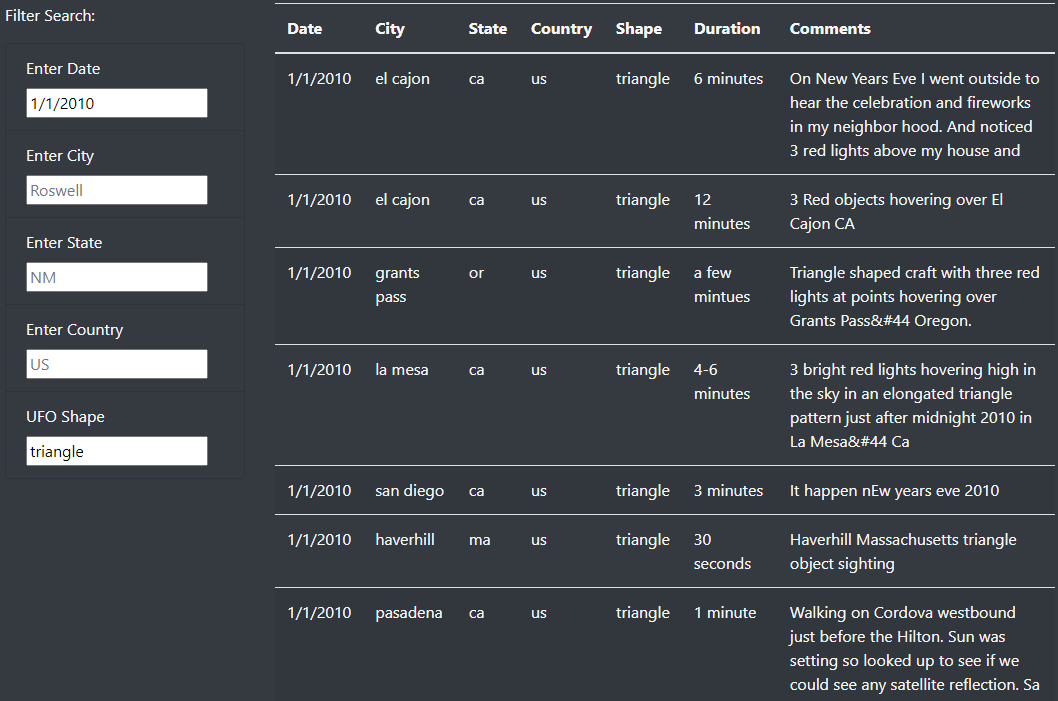 Filter Search:
Enter Date
1/1/2010
Enter City
Roswell
Enter State
NM
Enter Country
US
UFO Shape
triangle
Date City State Country Shape Duration Comments
1/1/2010 el cajon ca us triangle 6 minutes On New Years Eve I went outside to
hear the celebration and fireworks
in my neighbor hood. And noticed
3 red lights above my house and
1/1/2010 el cajon ca us triangle 12 3 Red objects hovering over El
minutes Cajon CA
1/1/2010 grants or us triangle a few Triangle shaped craft with three red
pass mintues lights at points hovering over
Grants Pass&#44 Oregon.
1/1/2010 la mesa ca us triangle 4-6 3 bright red lights hovering high in
minutes the sky in an elongated triangle
pattern just after midnight 2010 in
La Mesa&#44 Ca
1/1/2010 san diego ca us triangle 3 minutes It happen nEw years eve 2010
1/1/2010 haverhill ma us triangle 30 Haverhill Massachusetts triangle
seconds object sighting
1/1/2010 pasadena ca us triangle 1 minute Walking on Cordova westbound
just before the Hilton. Sun was
setting so looked up to see if we
could see any satellite reflection. Sa